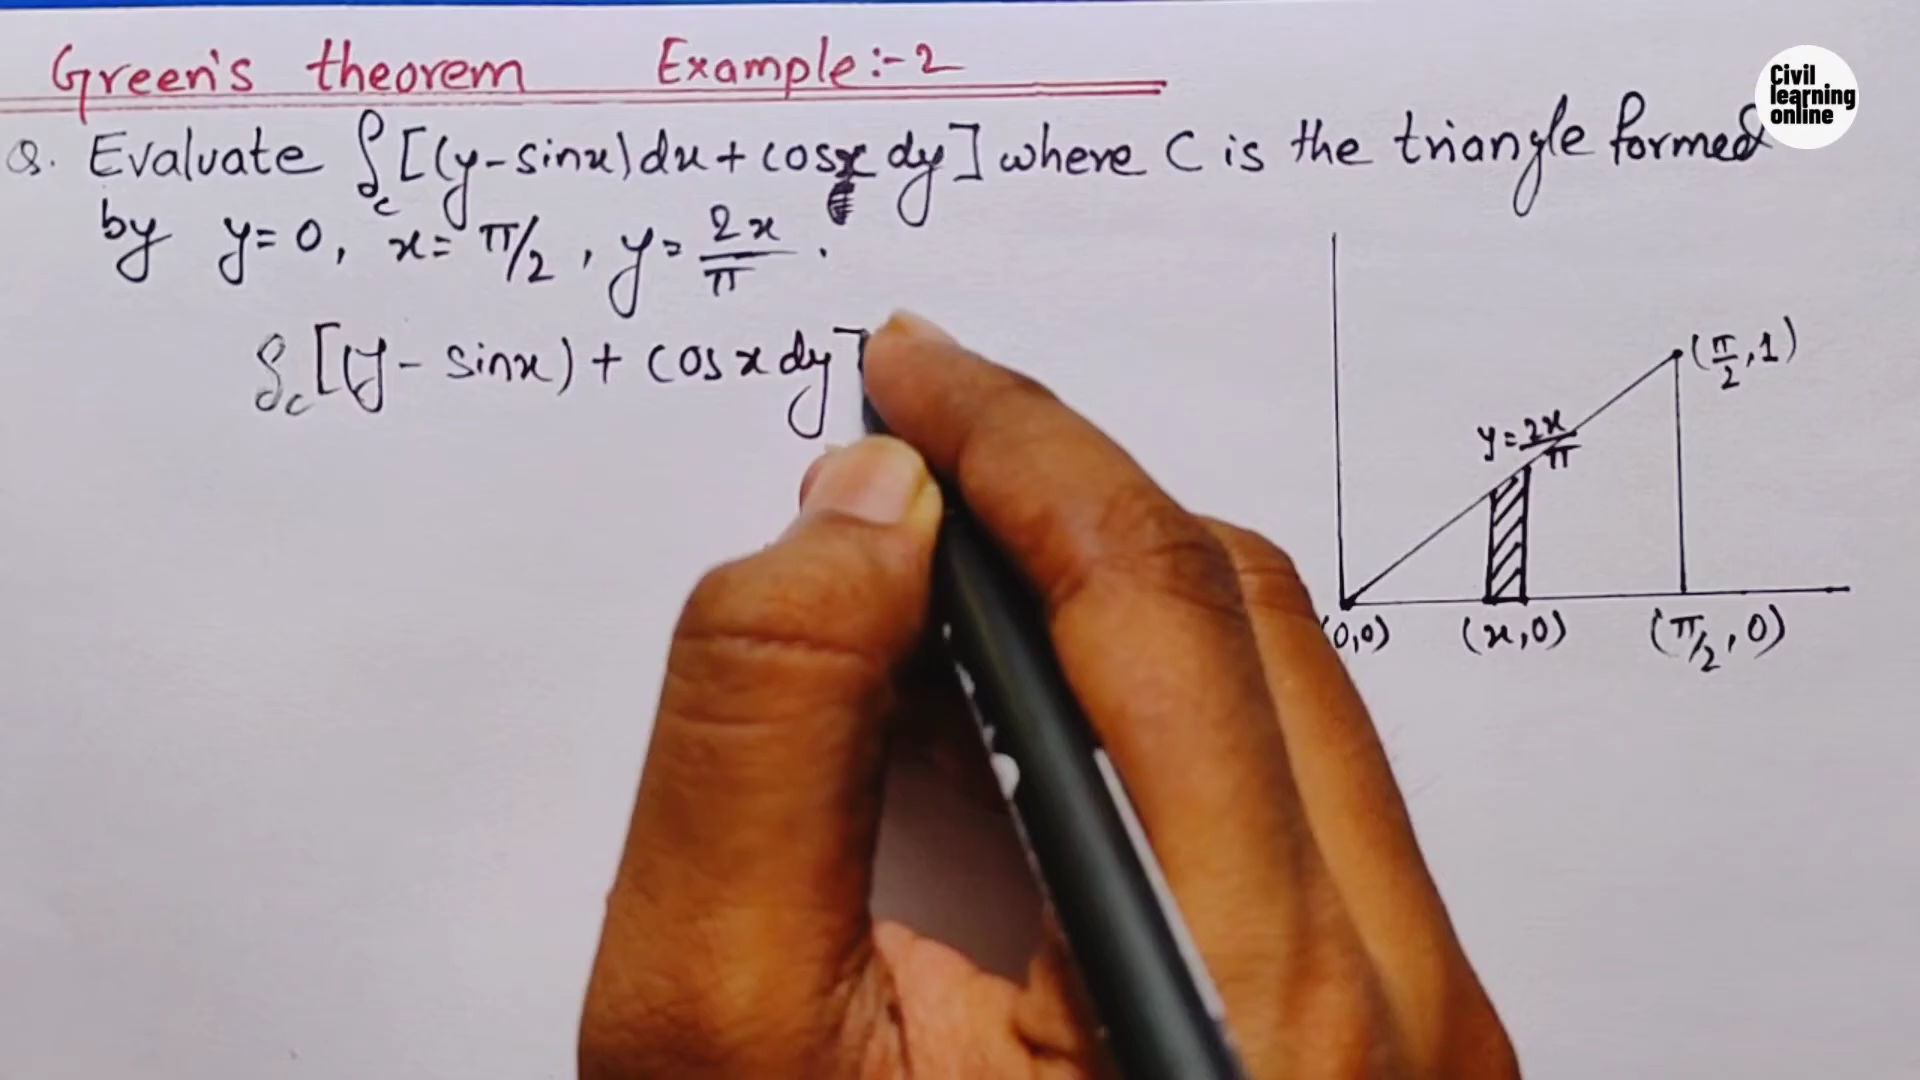 Green's theorem Example:-2
Q. Evaluate ∮c [(y-sinx)dx+cosx dy] where C is the triangle formed
by y=0, x=π/2, y=2x/π.
∮c [(y-sinx)+cosx dy]
(π/2,1)
y=2x/π
(0,0) (x,0) (π/2,0)
Civil
learning
online